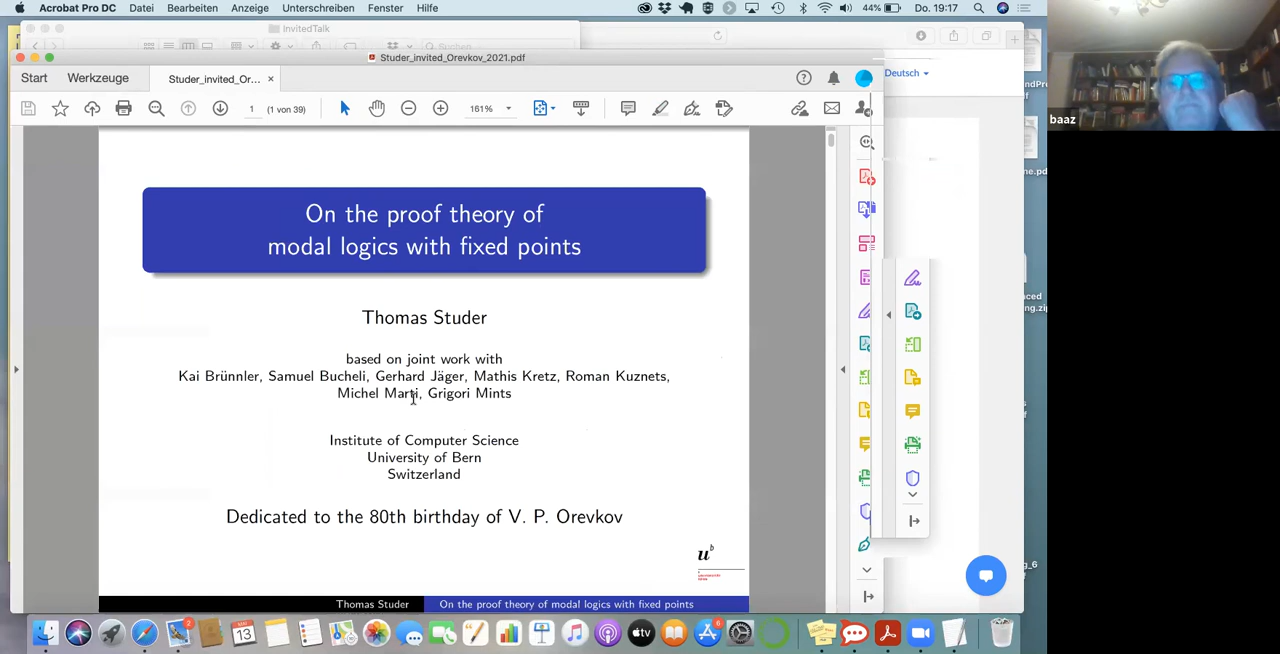 Acrobat Pro DC Datei Bearbeiten Anzeige Unterschreiben Fenster Hilfe 44% Do. 19:17
InvitedTalk
Suchen
Studer_invited_Orevkov_2021.pdf
Start Werkzeuge Studer_invited_Or... × Deutsch
1 (1 von 39) 161%
baaz
On the proof theory of
modal logics with fixed points
Thomas Studer
based on joint work with
Kai Brünnler, Samuel Bucheli, Gerhard Jäger, Mathis Kretz, Roman Kuznets,
Michel Marti, Grigori Mints
Institute of Computer Science
University of Bern
Switzerland
Dedicated to the 80th birthday of V. P. Orevkov
u b
Thomas Studer On the proof theory of modal logics with fixed points
MAI
13
tv